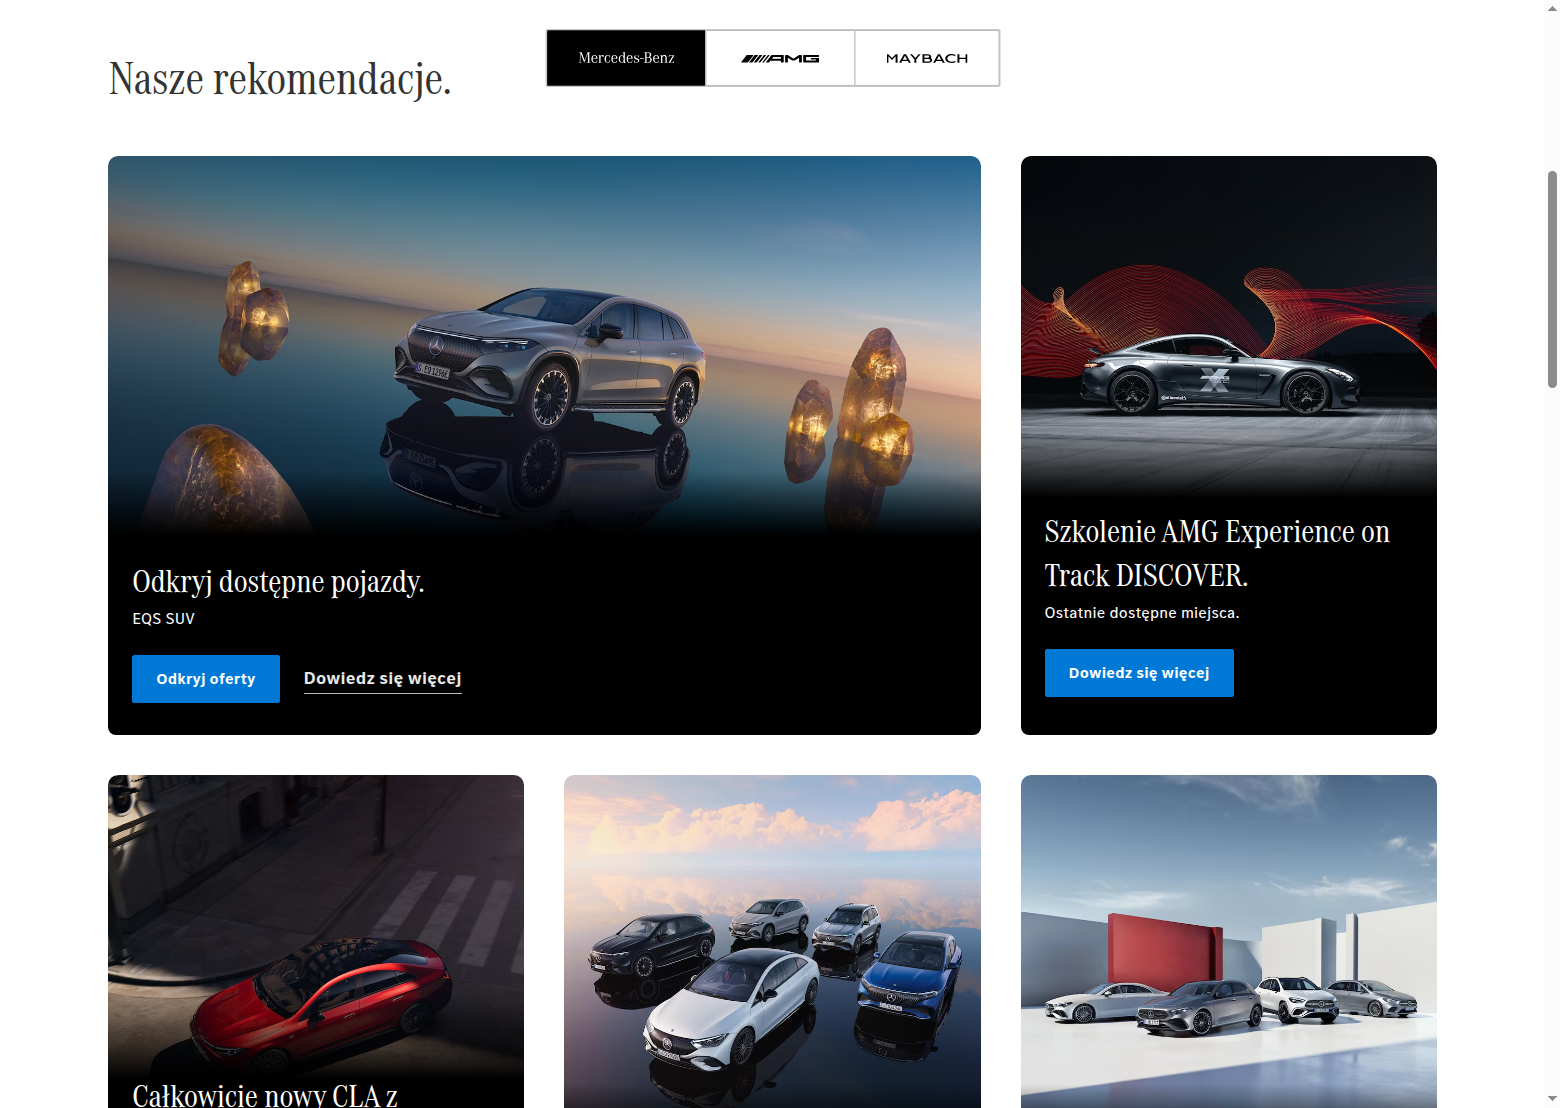 Nasze rekomendacje.
Mercedes-Benz
AMG
MAYBACH
Odkryj dostępne pojazdy.
EQS SUV
Odkryj oferty
Dowiedz się więcej
Szkolenie AMG Experience on
Track DISCOVER.
Ostatnie dostępne miejsca.
Dowiedz się więcej
Całkowicie nowy CLA z